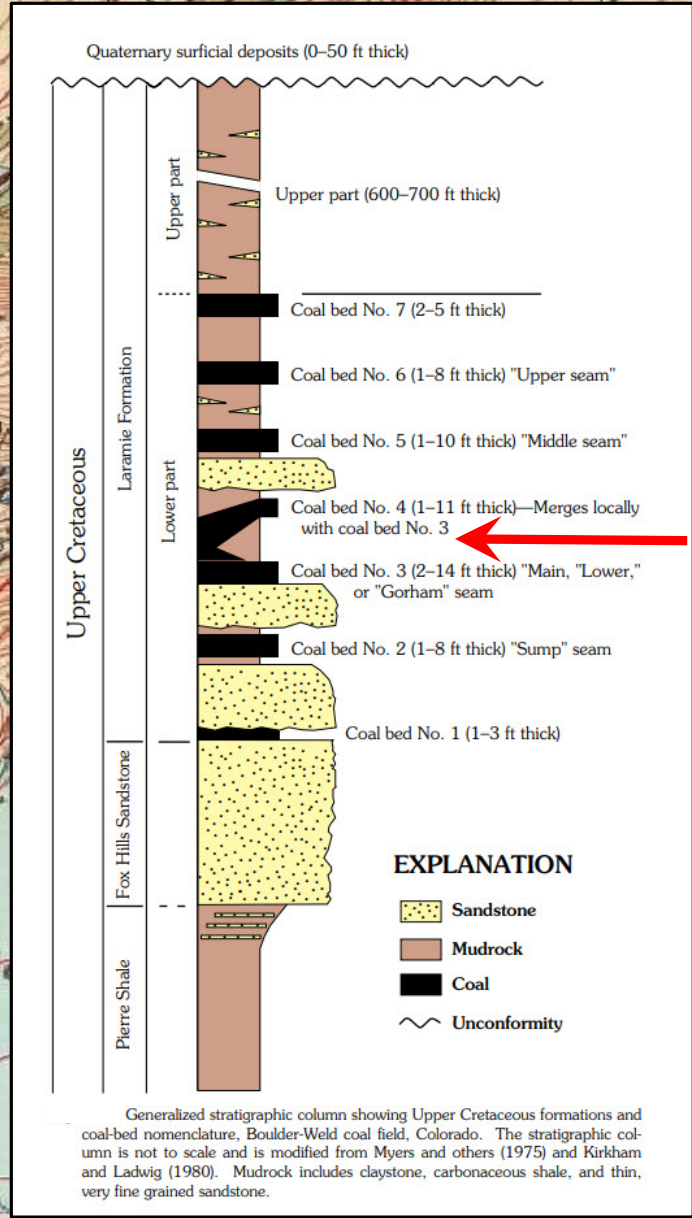 Quaternary surficial deposits (0–50 ft thick)
Upper part
Upper part (600–700 ft thick)
Coal bed No. 7 (2–5 ft thick)
Coal bed No. 6 (1–8 ft thick) "Upper seam"
Coal bed No. 5 (1–10 ft thick) "Middle seam"
Coal bed No. 4 (1–11 ft thick)—Merges locally
with coal bed No. 3
Coal bed No. 3 (2–14 ft thick) "Main, "Lower,"
or "Gorham" seam
Coal bed No. 2 (1–8 ft thick) "Sump" seam
Coal bed No. 1 (1–3 ft thick)
Upper Cretaceous
Laramie Formation
Lower part
Fox Hills Sandstone
Pierre Shale
EXPLANATION
Sandstone
Mudrock
Coal
Unconformity
Generalized stratigraphic column showing Upper Cretaceous formations and
coal-bed nomenclature, Boulder-Weld coal field, Colorado. The stratigraphic col-
umn is not to scale and is modified from Myers and others (1975) and Kirkham
and Ladwig (1980). Mudrock includes claystone, carbonaceous shale, and thin,
very fine grained sandstone.